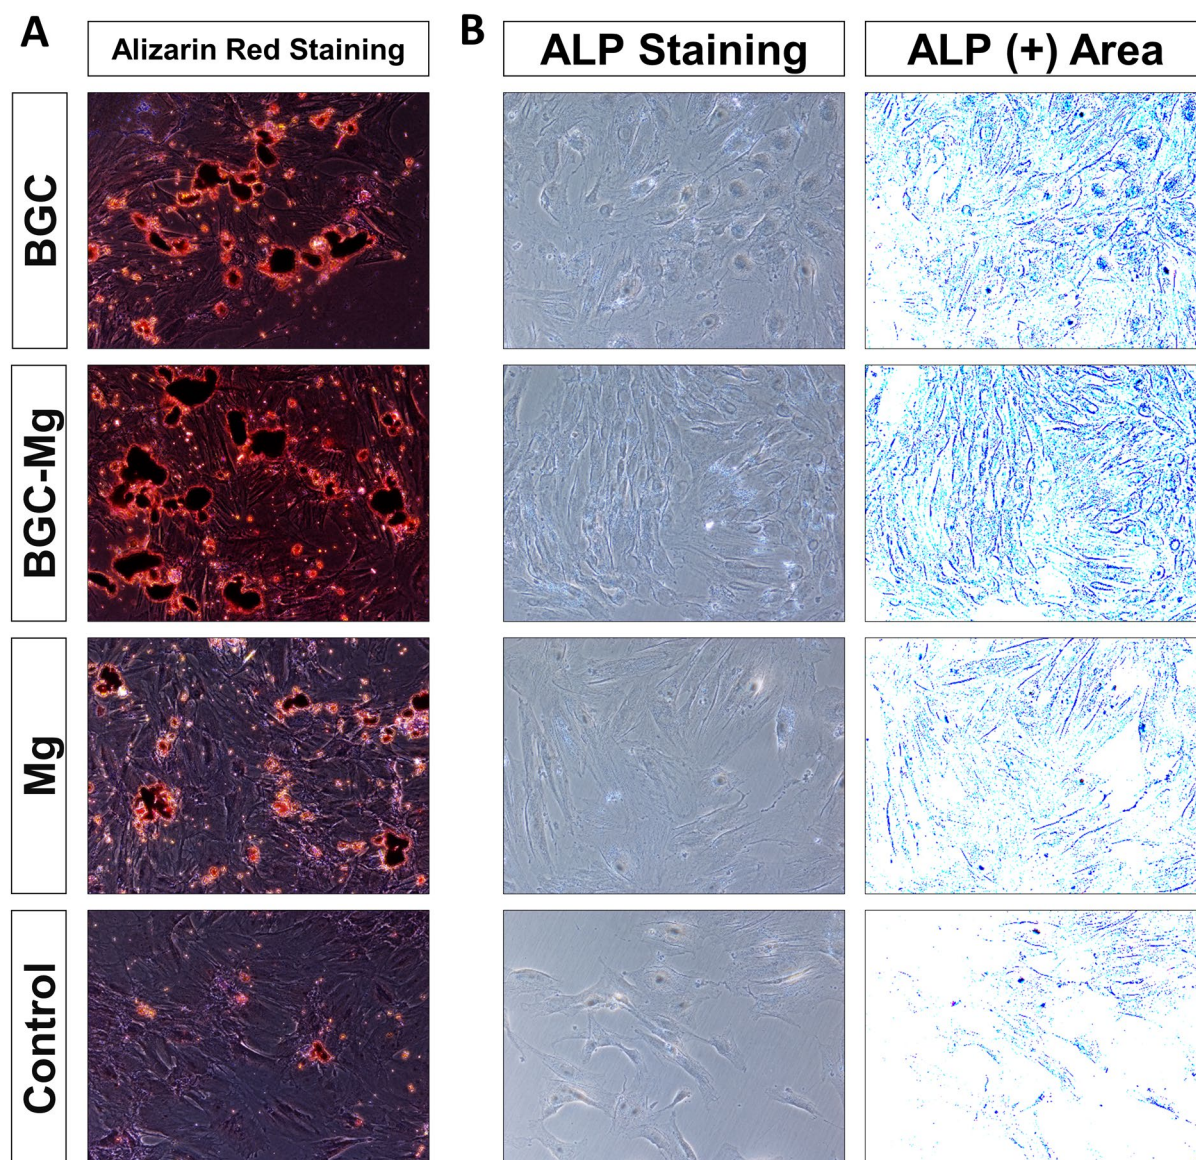 A
Alizarin Red Staining
B
ALP Staining
ALP (+) Area
BGC
BGC-Mg
Mg
Control